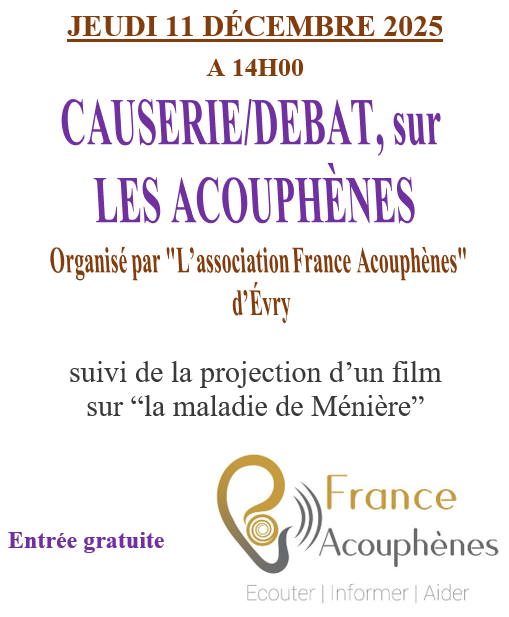 JEUDI 11 DÉCEMBRE 2025
A 14H00
CAUSERIE/DEBAT, sur
LES ACOUPHÈNES
Organisé par "L’association France Acouphènes"
d’Évry
suivi de la projection d’un film
sur “la maladie de Ménière”
France
Acouphènes
Entrée gratuite
Ecouter | Informer | Aider